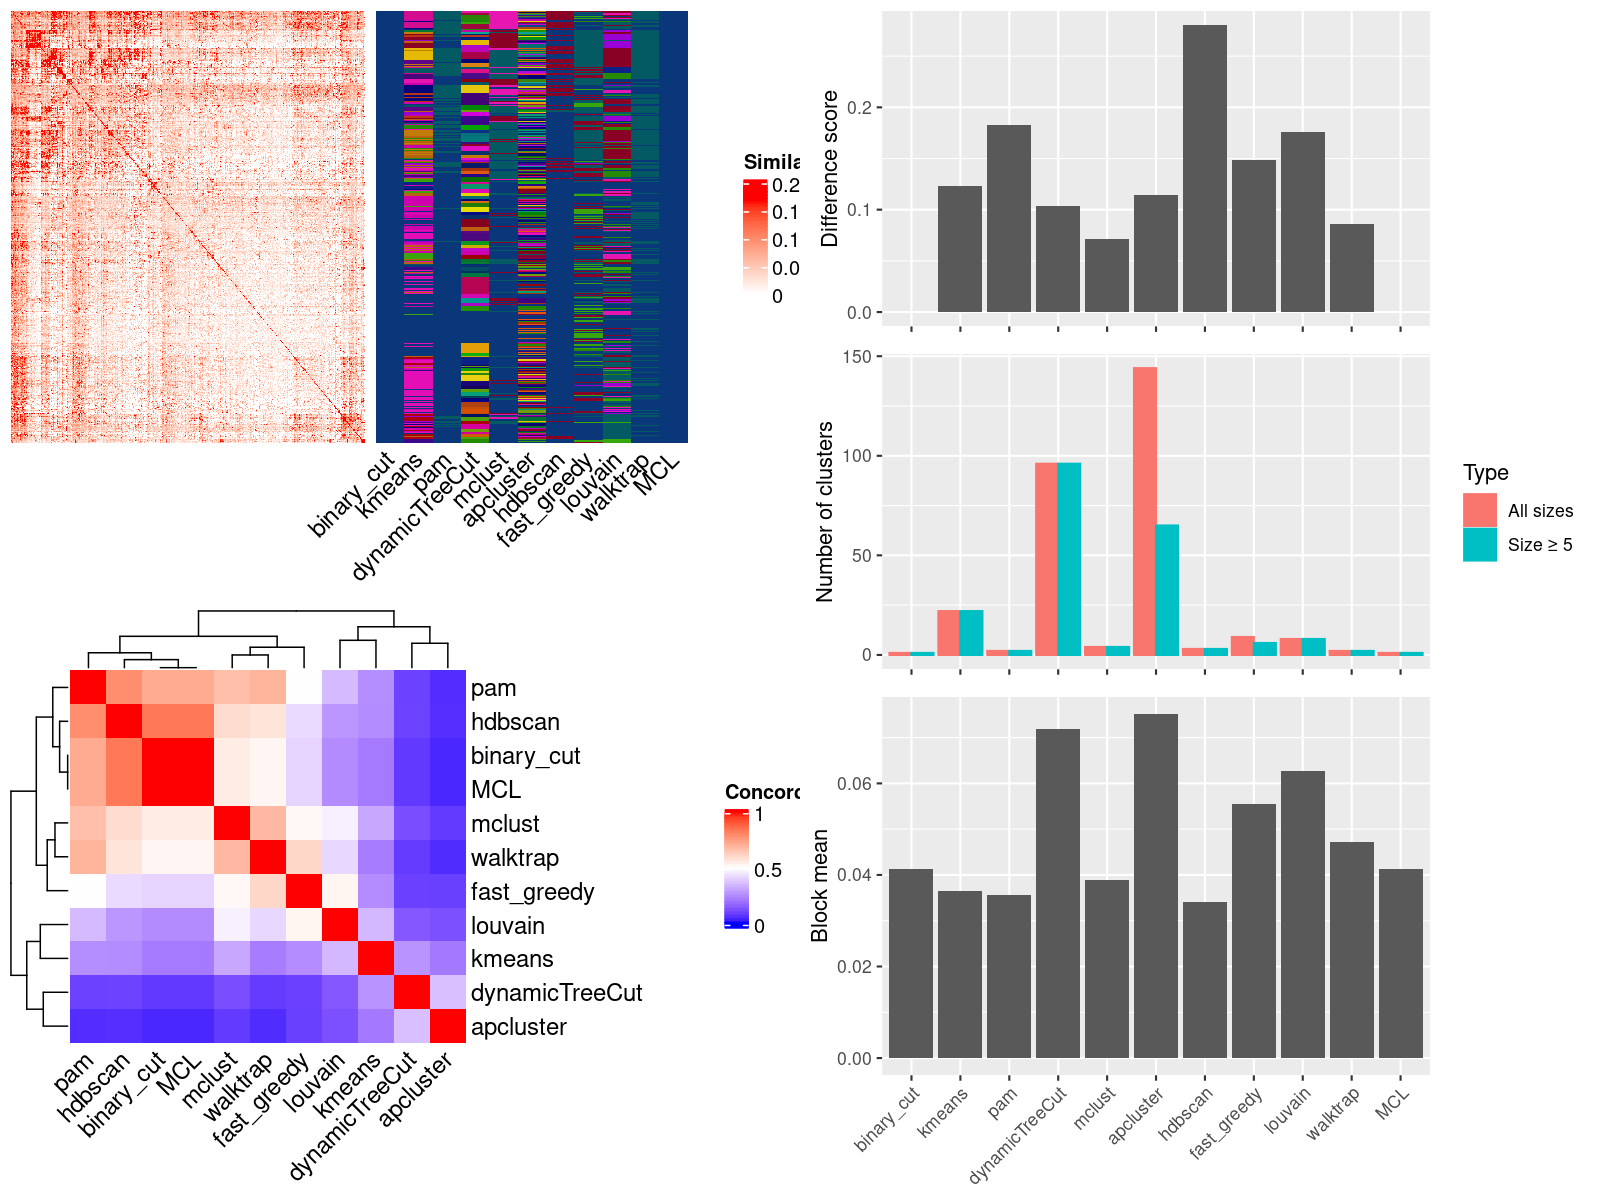 Simila
0.2
0.1
0.1
0.0
0
binary_cut
kmeans
pam
dynamicTreeCut
mclust
apcluster
hdbscan
fast_greedy
louvain
walktrap
MCL
pam
hdbscan
binary_cut
MCL
mclust
walktrap
fast_greedy
louvain
kmeans
dynamicTreeCut
apcluster
pam
hdbscan
binary_cut
MCL
mclust
walktrap
fast_greedy
louvain
kmeans
dynamicTreeCut
apcluster
Concord
1
0.5
0
Difference score
0.2
0.1
0.0
Number of clusters
150
100
50
0
Type
All sizes
Size ≥ 5
Block mean
0.06
0.04
0.02
0.00
binary_cut
kmeans
pam
dynamicTreeCut
mclust
apcluster
hdbscan
fast_greedy
louvain
walktrap
MCL